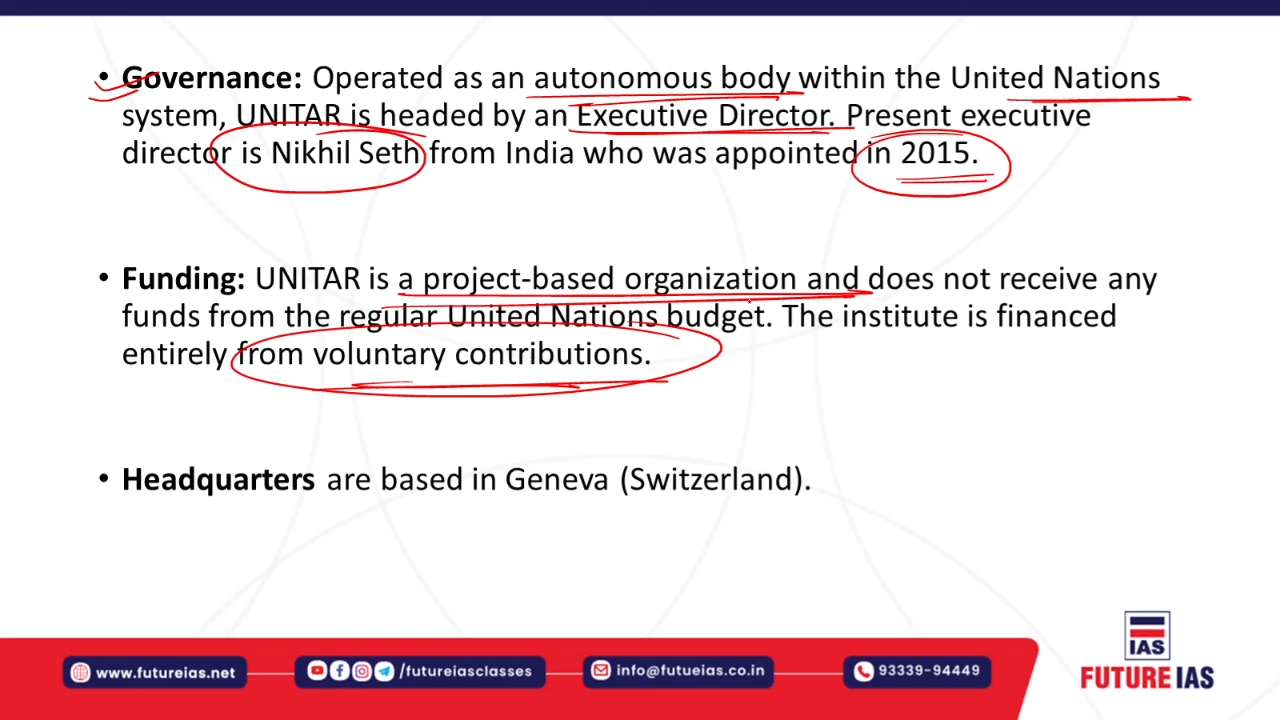 • Governance: Operated as an autonomous body within the United Nations
system, UNITAR is headed by an Executive Director. Present executive
director is Nikhil Seth from India who was appointed in 2015.
• Funding: UNITAR is a project-based organization and does not receive any
funds from the regular United Nations budget. The institute is financed
entirely from voluntary contributions.
• Headquarters are based in Geneva (Switzerland).
www.futureias.net
/futureiasclasses
info@futueias.co.in
93339-94449
IAS
FUTURE IAS